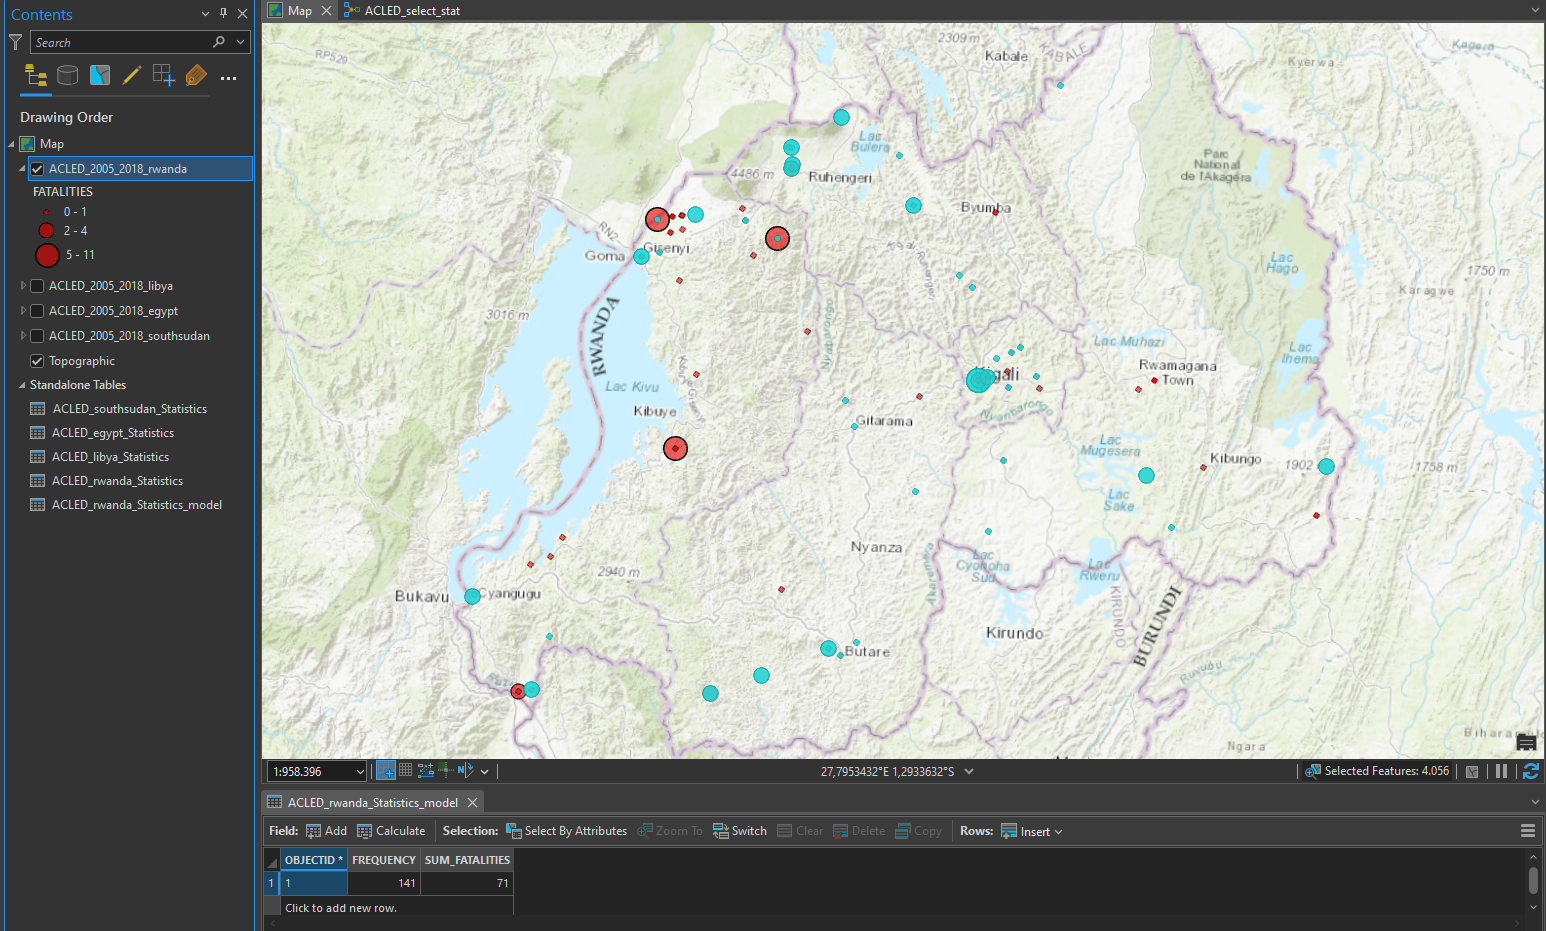 Contents
Search
Drawing Order
Map
ACLED_2005_2018_rwanda
FATALITIES
0 - 1
2 - 4
5 - 11
ACLED_2005_2018_libya
ACLED_2005_2018_egypt
ACLED_2005_2018_southsudan
Topographic
Standalone Tables
ACLED_southsudan_Statistics
ACLED_egypt_Statistics
ACLED_libya_Statistics
ACLED_rwanda_Statistics
ACLED_rwanda_Statistics_model
Map
ACLED_select_stat
RP529
2309 m
Kabale
KABALE
Kagera
Kyerwa
Lac
Bulera
Parc
National
de l'Akagera
4486 m
Ruhengeri
Byumba
RN2
Goma
Gisenyi
Lac
Hago
1750 m
Karagwe
3016 m
RWANDA
Nyabarongo
Lac Muhazi
Lac
Ihema
Rwamagana
Town
Kigali
Lac Kivu
Kibuye
Nyabarongo
Gitarama
Lac
Mugesera
Kibungo
1902
1758 m
Lac
Sake
Nyanza
Akanyaru
Lac
Cyohoha
Sud
Lac
Rweru
2940 m
Bukavu
Cyangugu
KIRUNDO
Kirundo
BURUNDI
Butare
Ruvubu
Ngara
1:958.396
27,7953432°E 1,2933632°S
Selected Features: 4.056
ACLED_rwanda_Statistics_model
Field: Add Calculate Selection: Select By Attributes Zoom To Switch Clear Delete Copy Rows: Insert
OBJECTID * FREQUENCY SUM_FATALITIES
1 1 141 71
Click to add new row.